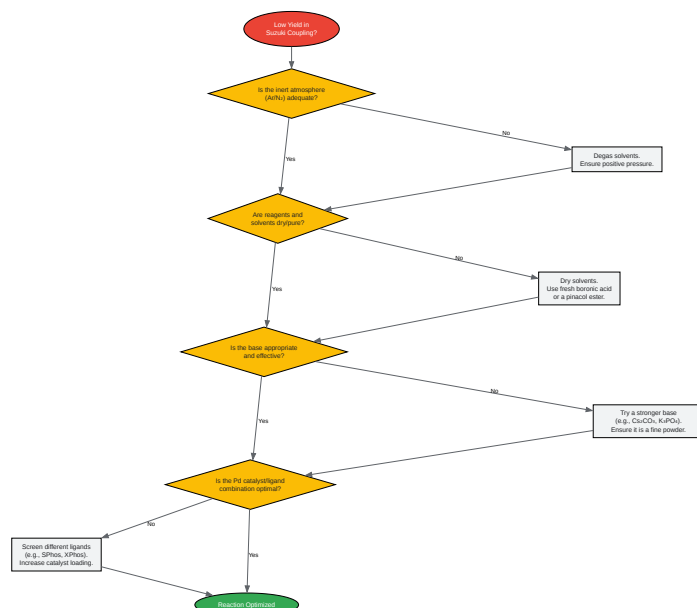 Low Yield in
Suzuki Coupling?
Is the inert atmosphere
(Ar/N₂) adequate?
No
Degas solvents.
Ensure positive pressure.
Yes
Are reagents and
solvents dry/pure?
No
Dry solvents.
Use fresh boronic acid
or a pinacol ester.
Yes
Is the base appropriate
and effective?
No
Try a stronger base
(e.g., Cs₂CO₃, K₃PO₄).
Ensure it is a fine powder.
Yes
Is the Pd catalyst/ligand
combination optimal?
No
Screen different ligands
(e.g., SPhos, XPhos).
Increase catalyst loading.
Yes
Reaction Optimized